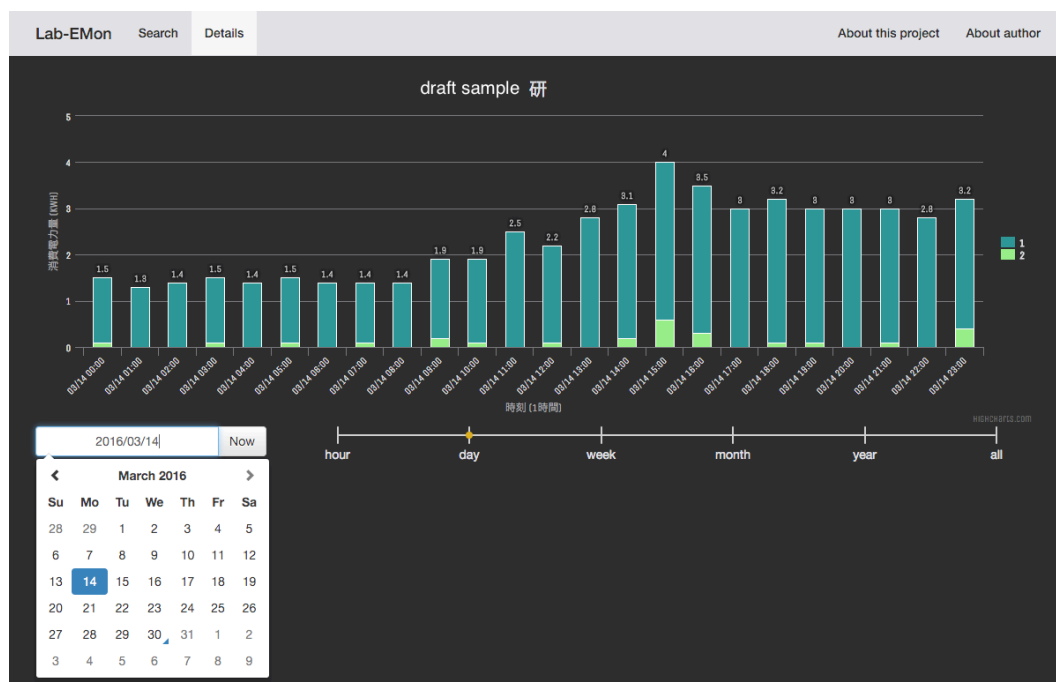 Lab-EMon Search Details About this project About author
draft sample 研
消費電力量 [KWH]
5
4
3
2
1
0
1.5 1.3 1.4 1.5 1.4 1.5 1.4 1.4 1.4 1.9 1.9 2.5 2.2 2.8 3.1 4 3.5 3 3.2 3 3 3 2.8 3.2
1
2
03/14 00:00 03/14 01:00 03/14 02:00 03/14 03:00 03/14 04:00 03/14 05:00 03/14 06:00 03/14 07:00 03/14 08:00 03/14 09:00 03/14 10:00 03/14 11:00 03/14 12:00 03/14 13:00 03/14 14:00 03/14 15:00 03/14 16:00 03/14 17:00 03/14 18:00 03/14 19:00 03/14 20:00 03/14 21:00 03/14 22:00 03/14 23:00
時刻 [1時間]
HIGHCHARTS.COM
2016/03/14 Now
hour day week month year all
March 2016
Su Mo Tu We Th Fr Sa
28 29 1 2 3 4 5
6 7 8 9 10 11 12
13 14 15 16 17 18 19
20 21 22 23 24 25 26
27 28 29 30 31 1 2
3 4 5 6 7 8 9